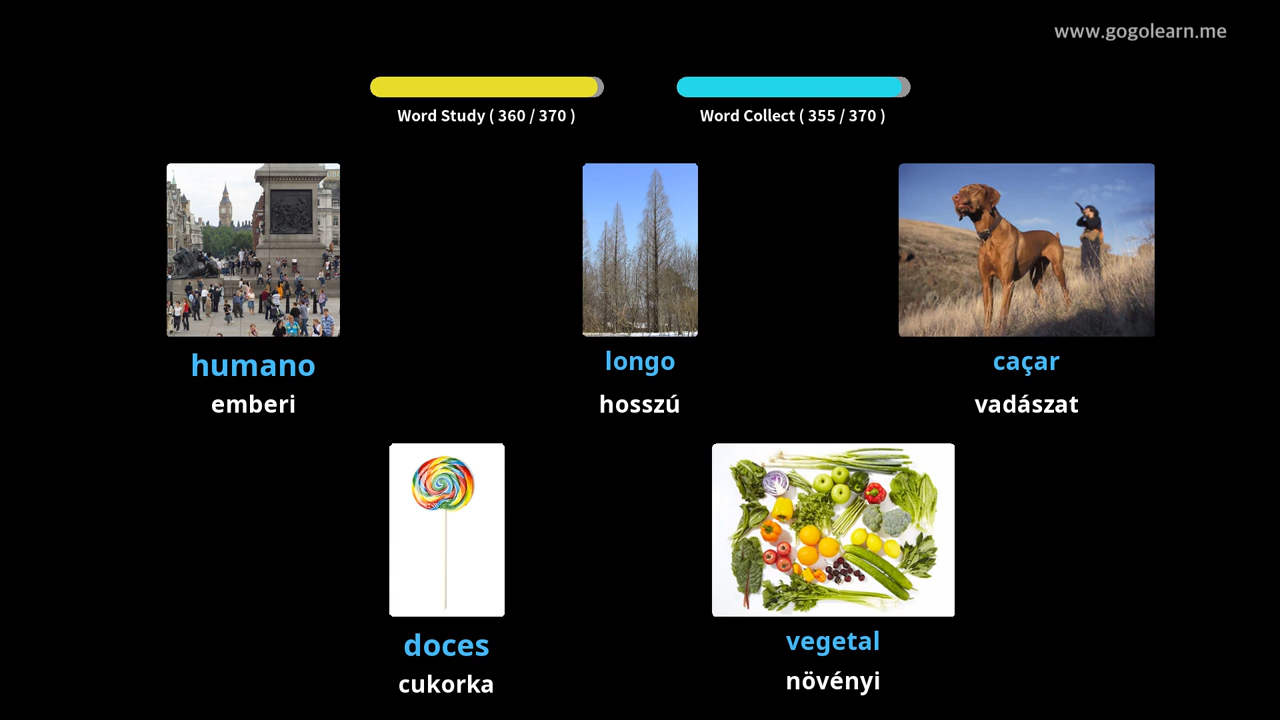 www.gogolearn.me
Word Study ( 360 / 370 )
Word Collect ( 355 / 370 )
humano
emberi
longo
hosszú
caçar
vadászat
doces
cukorka
vegetal
növényi